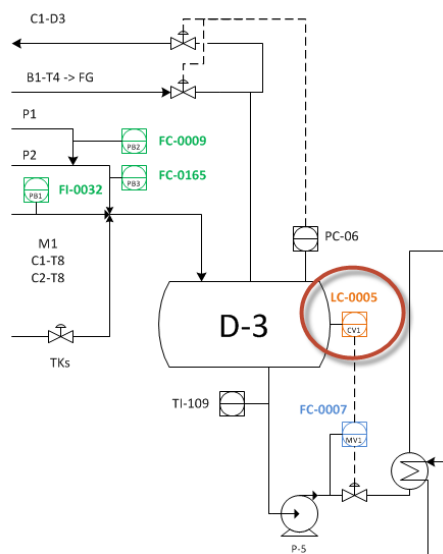 C1-D3
B1-T4 -> FG
P1
PB2 FC-0009
P2
PB3 FC-0165
PB1 FI-0032
M1
C1-T8
C2-T8
PC-06
LC-0005
CV1
D-3
TKs
TI-109
FC-0007
MV1
P-5